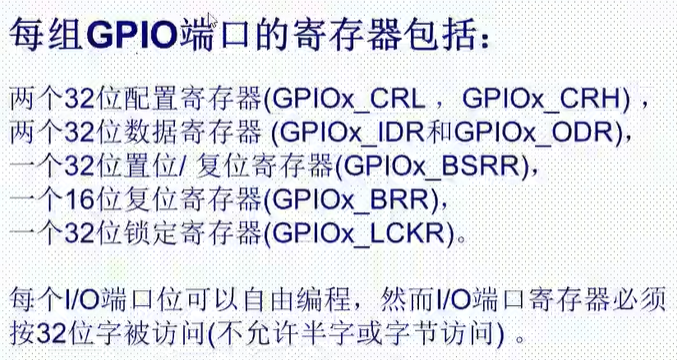 每组GPIO端口的寄存器包括：
两个32位配置寄存器(GPIOx_CRL ，GPIOx_CRH) ，
两个32位数据寄存器 (GPIOx_IDR和GPIOx_ODR)，
一个32位置位/ 复位寄存器(GPIOx_BSRR)，
一个16位复位寄存器(GPIOx_BRR)，
一个32位锁定寄存器(GPIOx_LCKR)。
每个I/O端口位可以自由编程，然而I/O端口寄存器必须
按32位字被访问(不允许半字或字节访问) 。